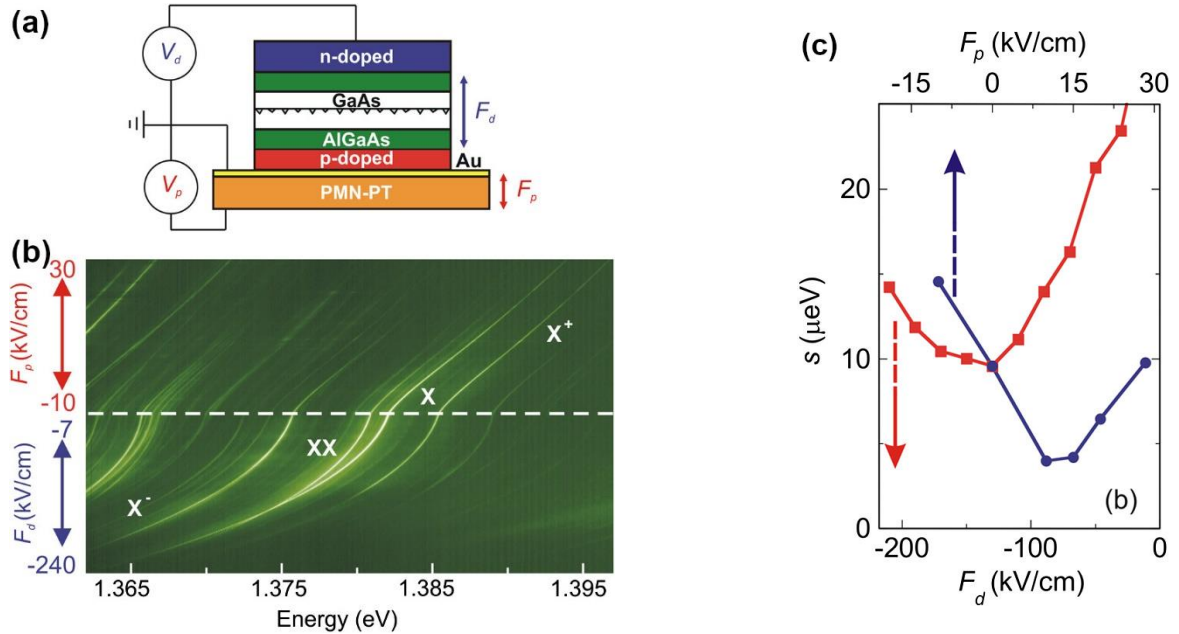 (a)
V_d
V_p
n-doped
GaAs
AlGaAs
p-doped
Au
PMN-PT
F_d
F_p
(b)
30
F_p (kV/cm)
-10
-7
F_d (kV/cm)
-240
X^+
X
XX
X^-
1.365 1.375 1.385 1.395
Energy (eV)
(c)
F_p (kV/cm)
-15 0 15 30
20
10
0
s (µeV)
(b)
-200 -100 0
F_d (kV/cm)